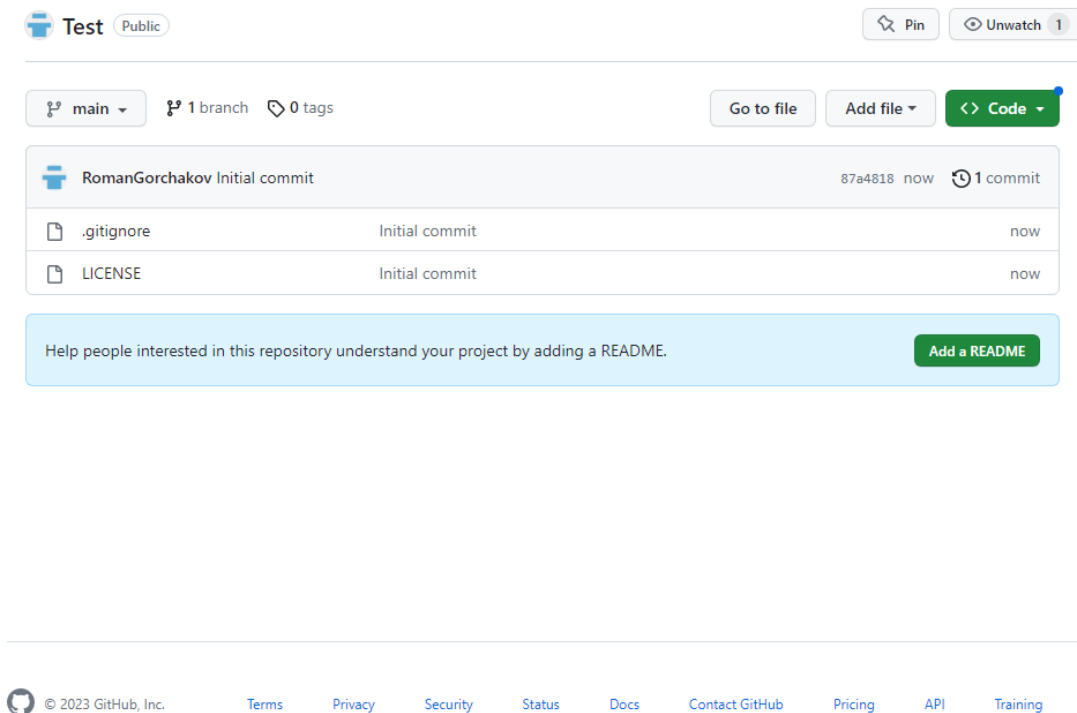 Test Public Pin Unwatch 1
main 1 branch 0 tags Go to file Add file <> Code
RomanGorchakov Initial commit 87a4818 now 1 commit
.gitignore Initial commit now
LICENSE Initial commit now
Help people interested in this repository understand your project by adding a README. Add a README
© 2023 GitHub, Inc. Terms Privacy Security Status Docs Contact GitHub Pricing API Training